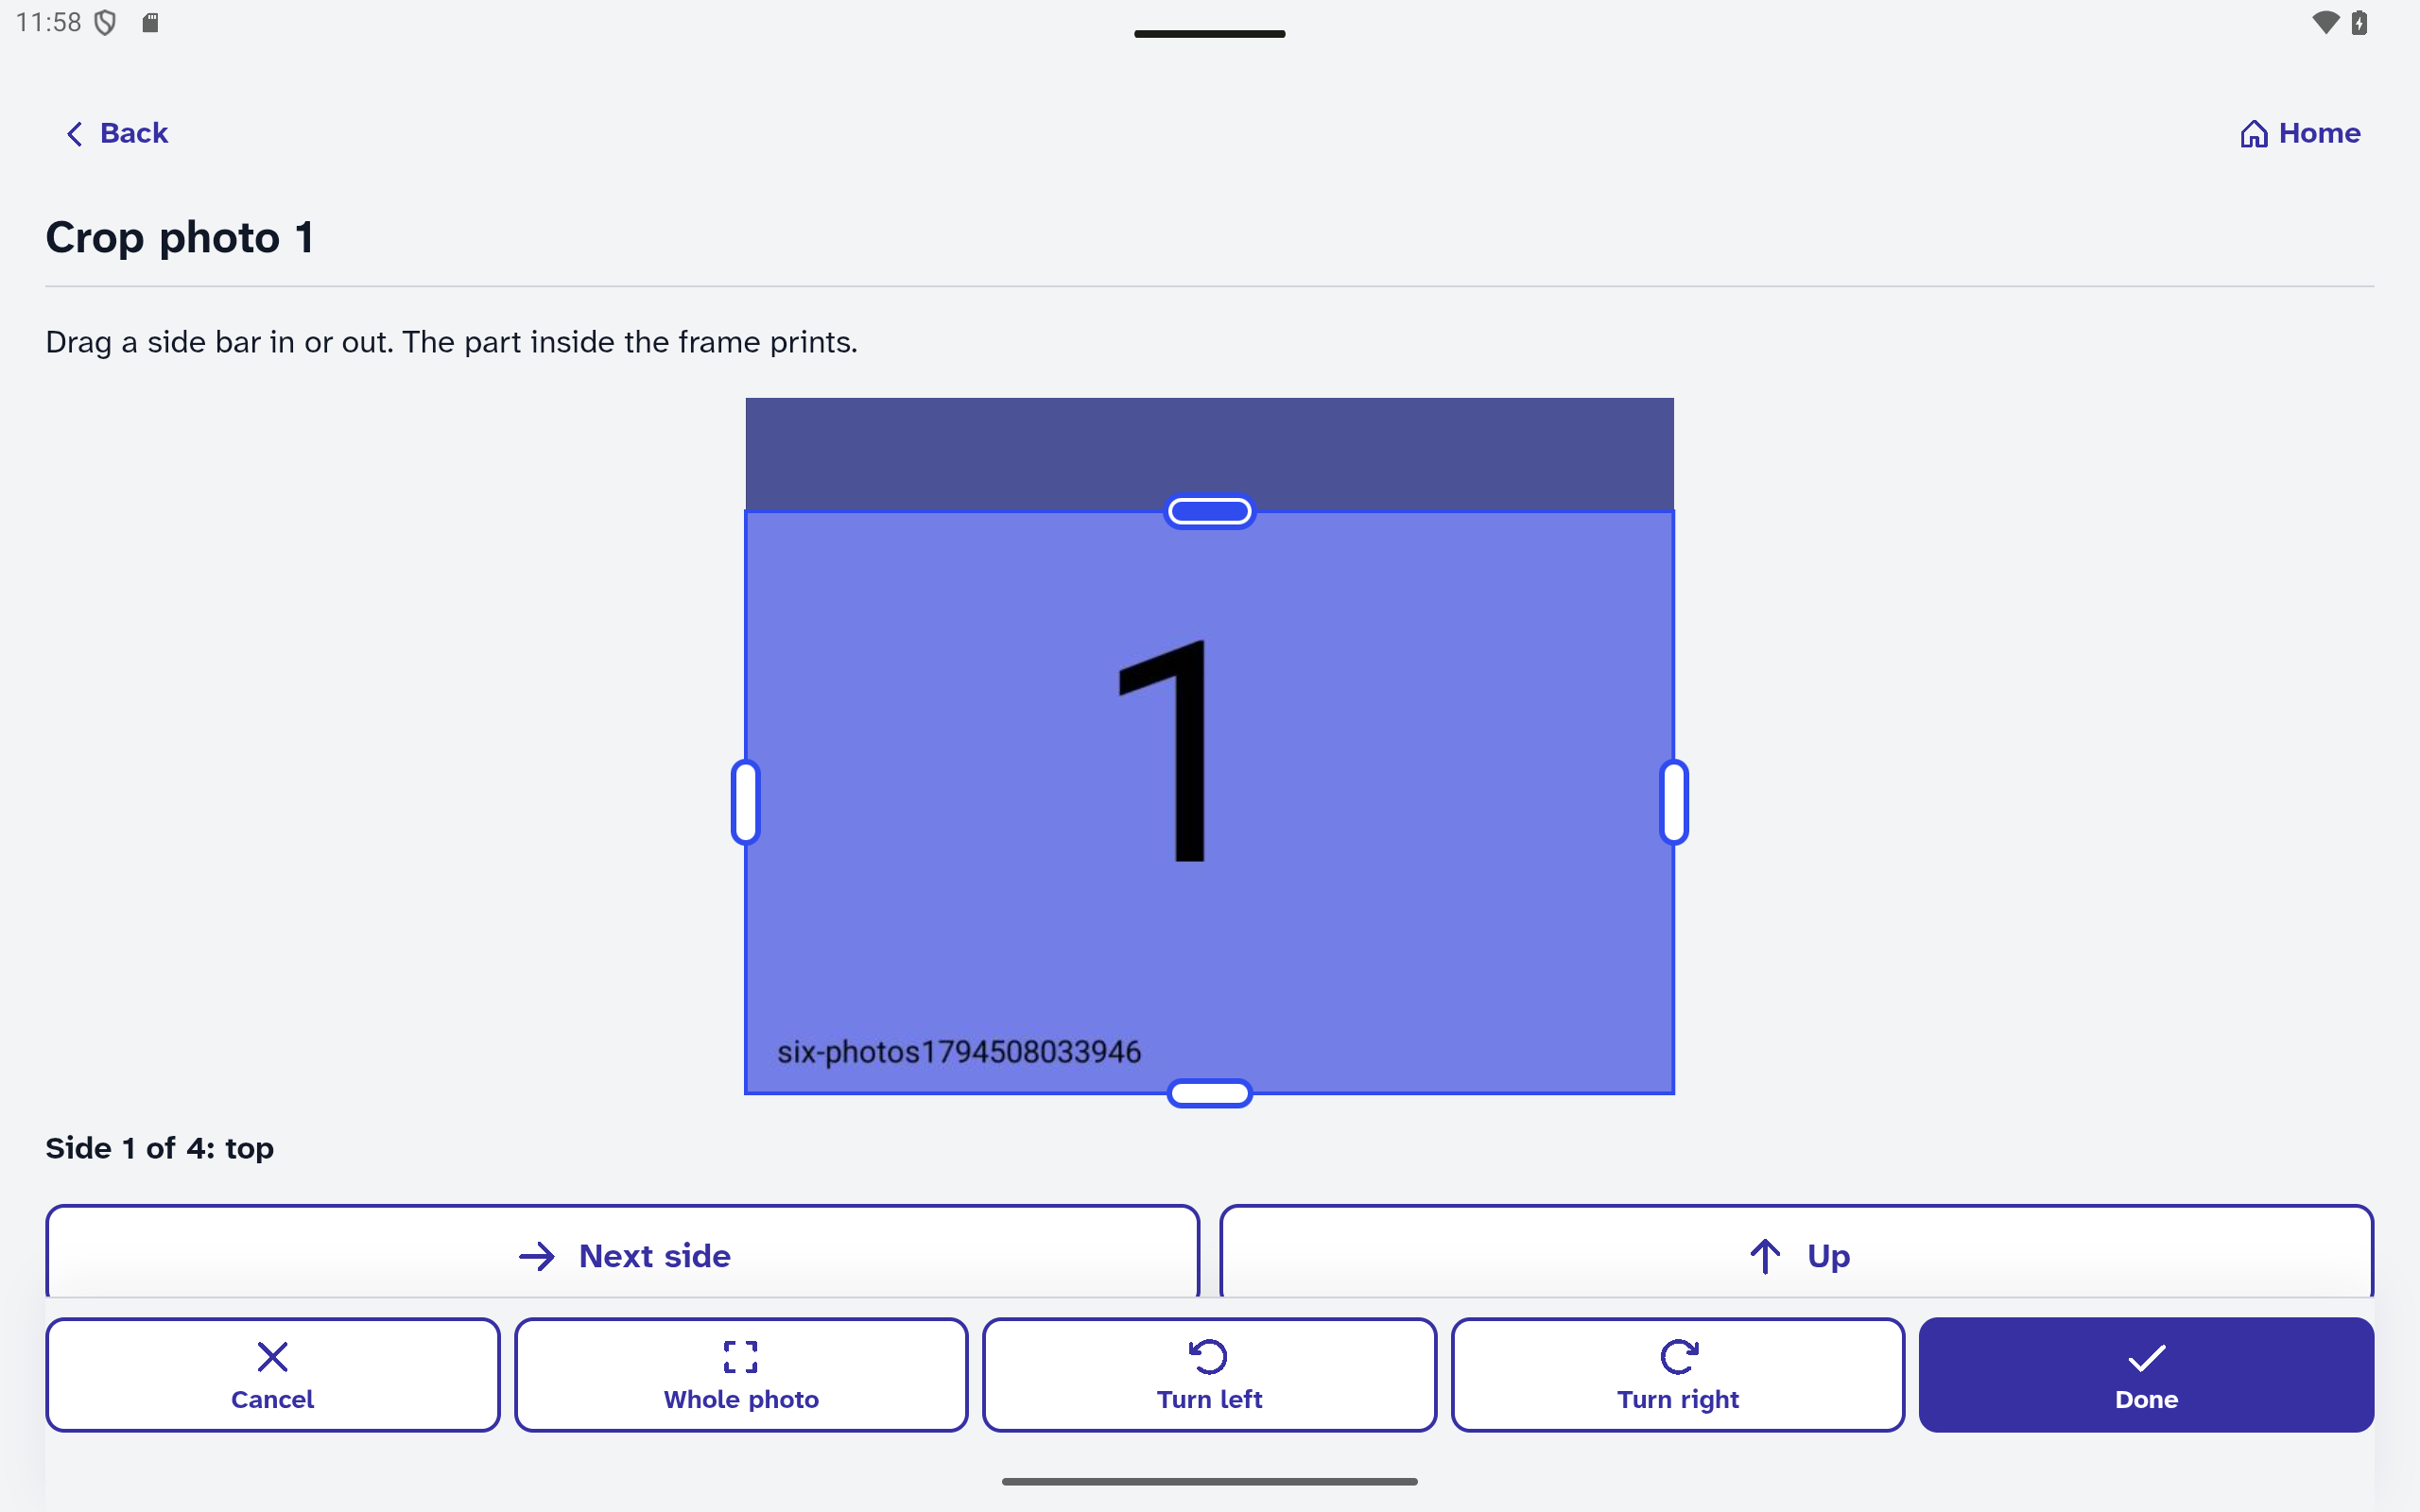 11:58
Back
Home
Crop photo 1
Drag a side bar in or out. The part inside the frame prints.
1
six-photos1794508033946
Side 1 of 4: top
Next side
Up
Cancel
Whole photo
Turn left
Turn right
Done